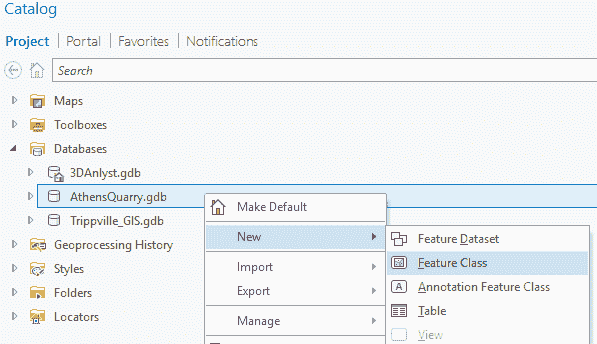 Catalog
Project Portal Favorites Notifications
Search
Maps
Toolboxes
Databases
3DAnlyst.gdb
AthensQuarry.gdb
Make Default
Trippville_GIS.gdb
New
Feature Dataset
Geoprocessing History
Feature Class
Styles
Import
Annotation Feature Class
Folders
Export
Table
Locators
Manage
View